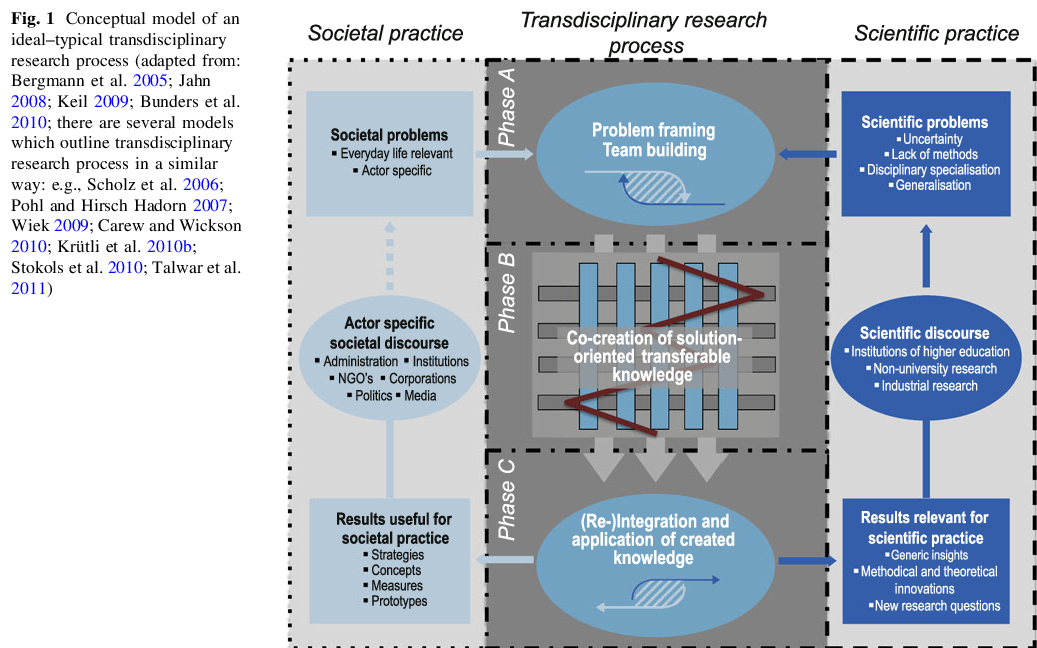 Fig. 1 Conceptual model of an
ideal–typical transdisciplinary
research process (adapted from:
Bergmann et al. 2005; Jahn
2008; Keil 2009; Bunders et al.
2010; there are several models
which outline transdisciplinary
research process in a similar
way: e.g., Scholz et al. 2006;
Pohl and Hirsch Hadorn 2007;
Wiek 2009; Carew and Wickson
2010; Krütli et al. 2010b;
Stokols et al. 2010; Talwar et al.
2011)
Societal practice
Transdisciplinary research
process
Scientific practice
Societal problems
▪ Everyday life relevant
▪ Actor specific
Phase A
Problem framing
Team building
Scientific problems
▪ Uncertainty
▪ Lack of methods
▪ Disciplinary specialisation
▪ Generalisation
Actor specific
societal discourse
▪ Administration ▪ Institutions
▪ NGO's ▪ Corporations
▪ Politics ▪ Media
Phase B
Co-creation of solution-
oriented transferable
knowledge
Scientific discourse
▪ Institutions of higher education
▪ Non-university research
▪ Industrial research
Results useful for
societal practice
▪ Strategies
▪ Concepts
▪ Measures
▪ Prototypes
Phase C
(Re-)Integration and
application of created
knowledge
Results relevant for
scientific practice
▪ Generic insights
▪ Methodical and theoretical
innovations
▪ New research questions